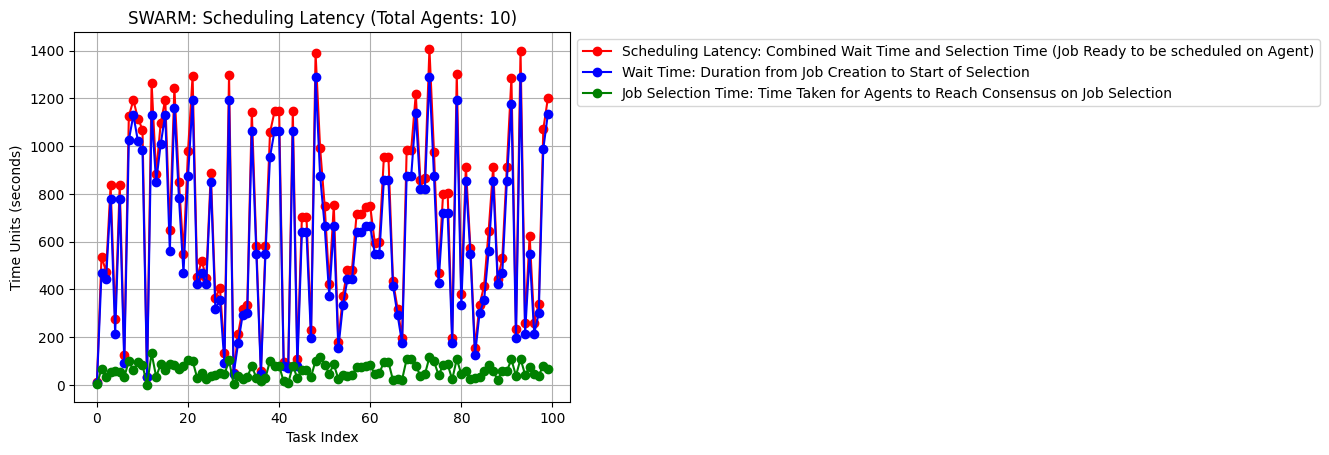 SWARM: Scheduling Latency (Total Agents: 10)
Scheduling Latency: Combined Wait Time and Selection Time (Job Ready to be scheduled on Agent)
Wait Time: Duration from Job Creation to Start of Selection
Job Selection Time: Time Taken for Agents to Reach Consensus on Job Selection
Time Units (seconds)
1400
1200
1000
800
600
400
200
0
0 20 40 60 80 100
Task Index